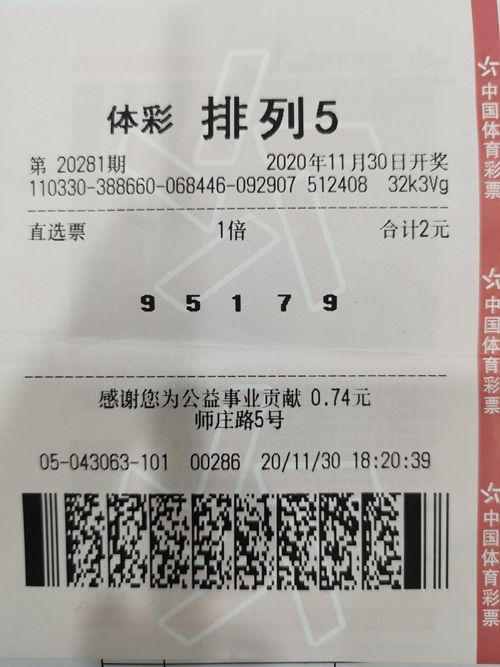 体彩 排列5
第 20281期 2020年11月30日开奖
110330-388660-068446-092907 512408 32k3Vg
直选票 1倍 合计2元
9 5 1 7 9
感谢您为公益事业贡献 0.74元
师庄路5号
05-043063-101 00286 20/11/30 18:20:39
中国体育彩票
中国体育彩票
中国体育彩票